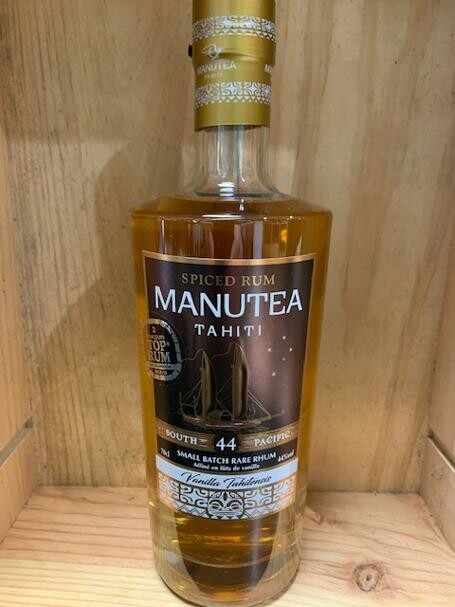 MANUTEA
TAHITI
SPICED RUM
MANUTEA
TAHITI
TOP
RUM
SOUTH 44 PACIFIC
70cl SMALL BATCH RARE RHUM 44%vol
Affiné en fûts de vanille
Vanilla Tahitensis